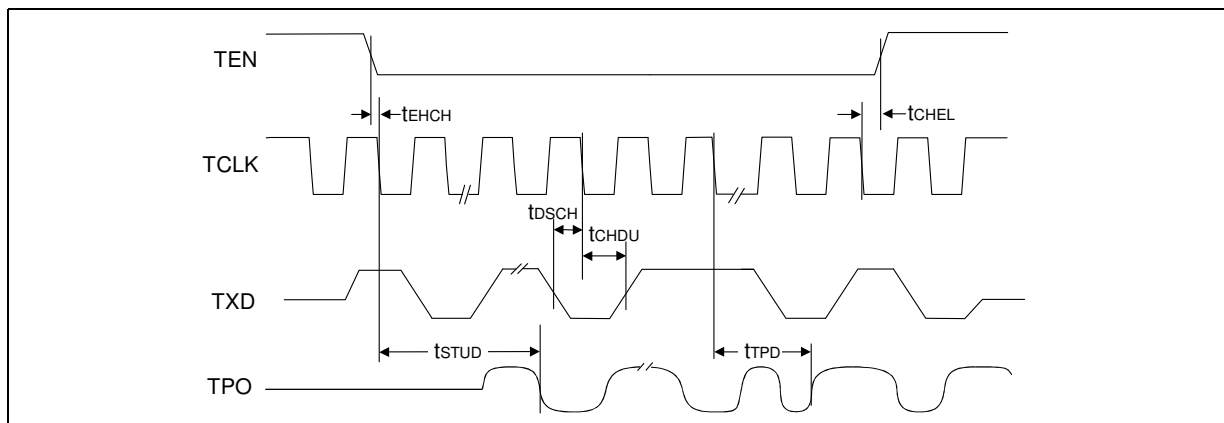 TEN
tEHCH
tCHEL
TCLK
tDSCH
tCHDU
TXD
tSTUD
tTPD
TPO